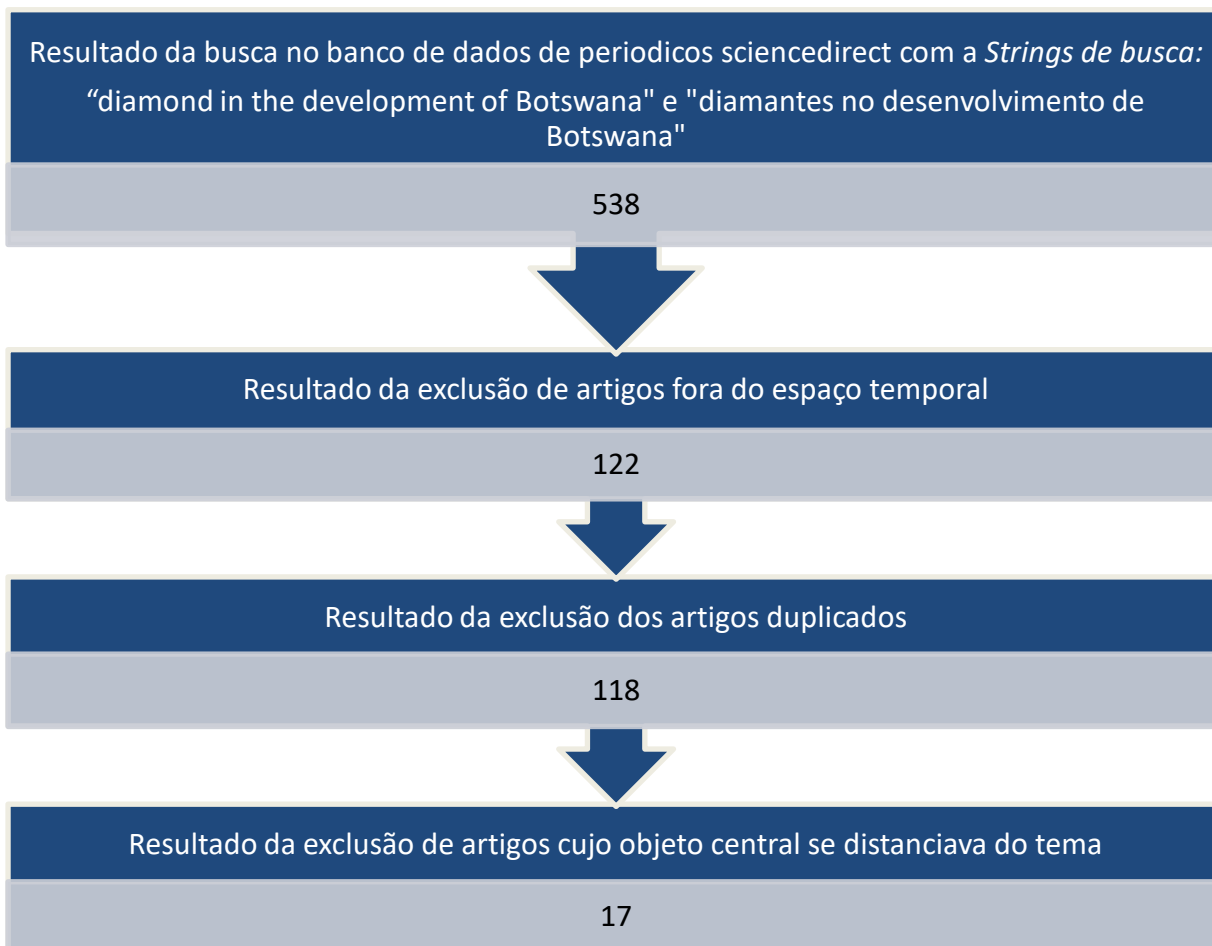 Resultado da busca no banco de dados de periodicos sciencedirect com a Strings de busca:
“diamond in the development of Botswana" e "diamantes no desenvolvimento de
Botswana"
538
Resultado da exclusão de artigos fora do espaço temporal
122
Resultado da exclusão dos artigos duplicados
118
Resultado da exclusão de artigos cujo objeto central se distanciava do tema
17